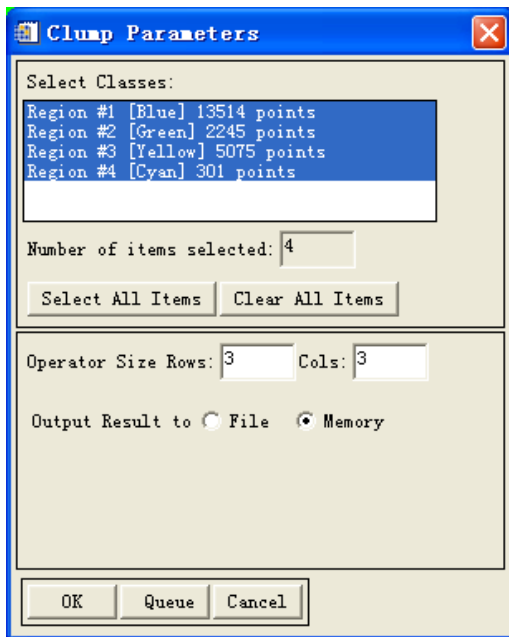 Clump Parameters
Select Classes:
Region #1 [Blue] 13514 points
Region #2 [Green] 2245 points
Region #3 [Yellow] 5075 points
Region #4 [Cyan] 301 points
Number of items selected: 4
Select All Items Clear All Items
Operator Size Rows: 3 Cols: 3
Output Result to File Memory
OK Queue Cancel